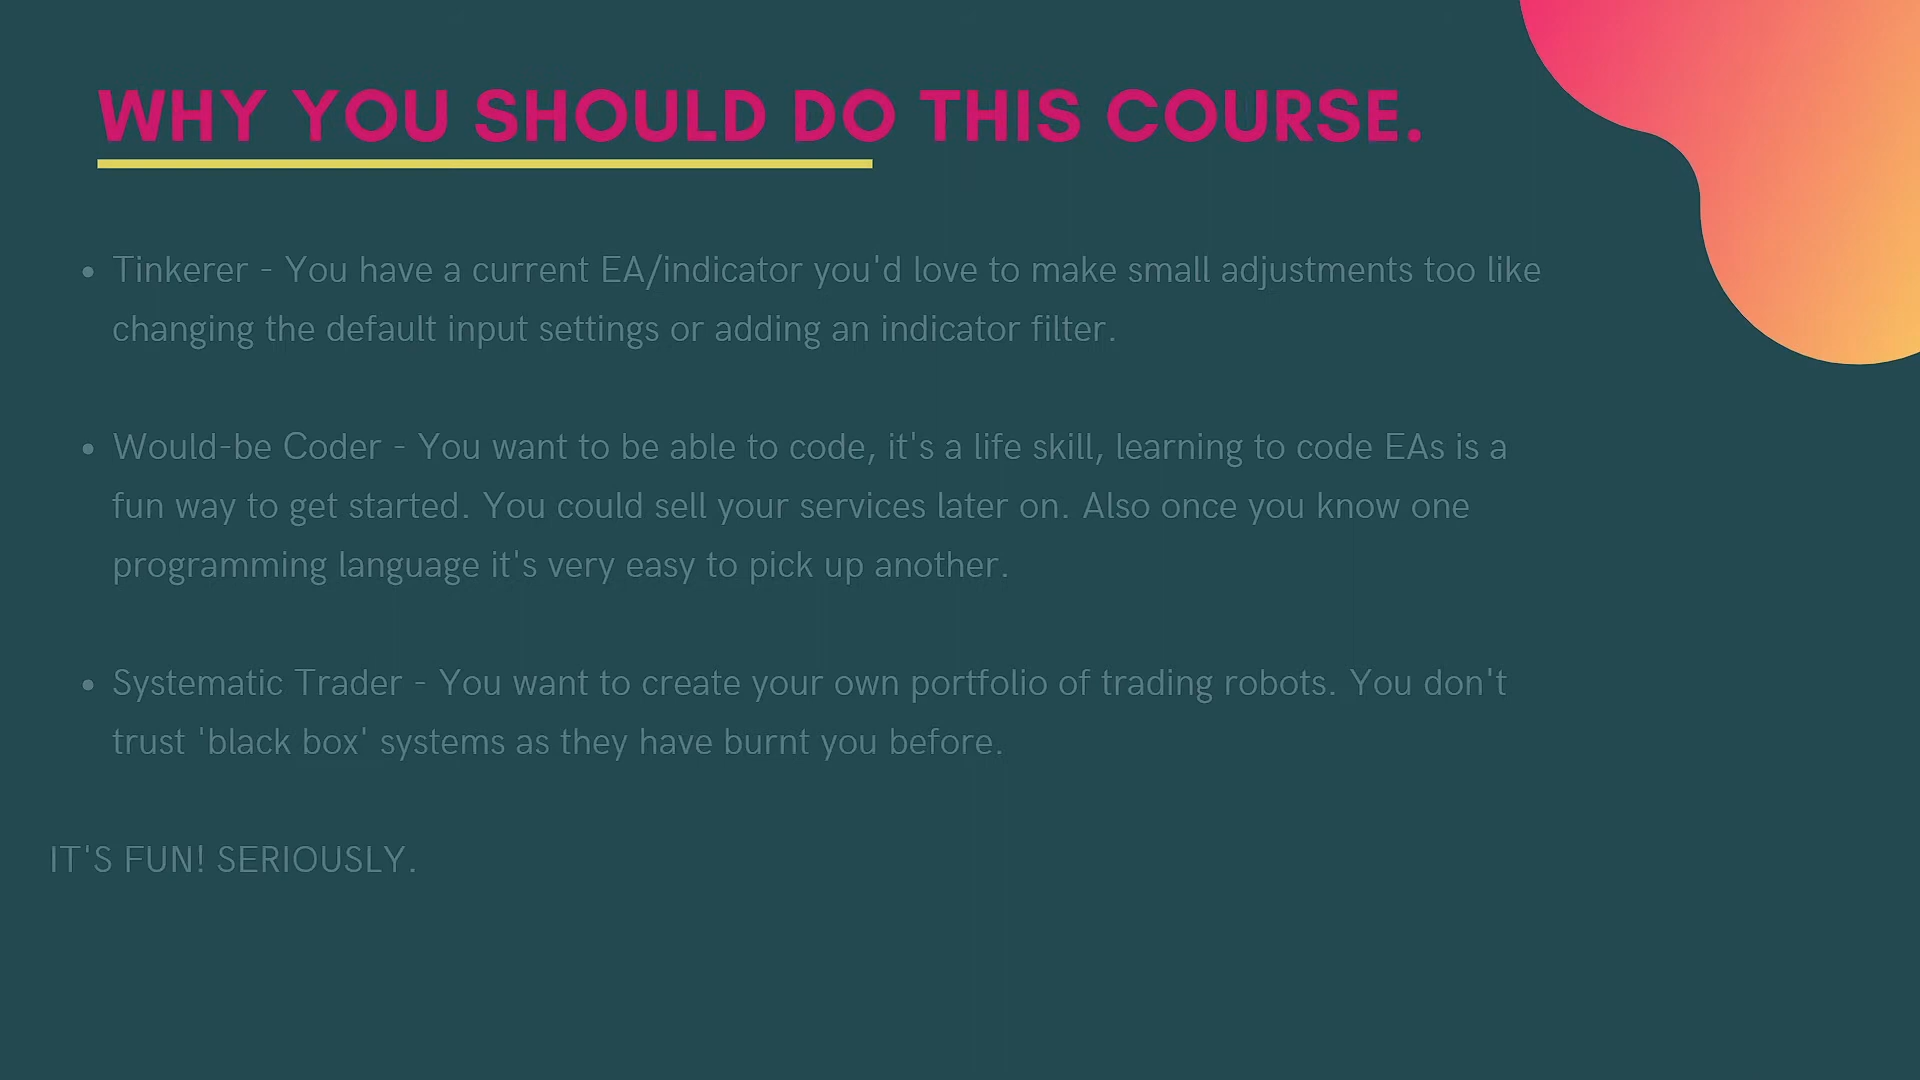 WHY YOU SHOULD DO THIS COURSE.
• Tinkerer - You have a current EA/indicator you'd love to make small adjustments too like
changing the default input settings or adding an indicator filter.
• Would-be Coder - You want to be able to code, it's a life skill, learning to code EAs is a
fun way to get started. You could sell your services later on. Also once you know one
programming language it's very easy to pick up another.
• Systematic Trader - You want to create your own portfolio of trading robots. You don't
trust 'black box' systems as they have burnt you before.
IT'S FUN! SERIOUSLY.